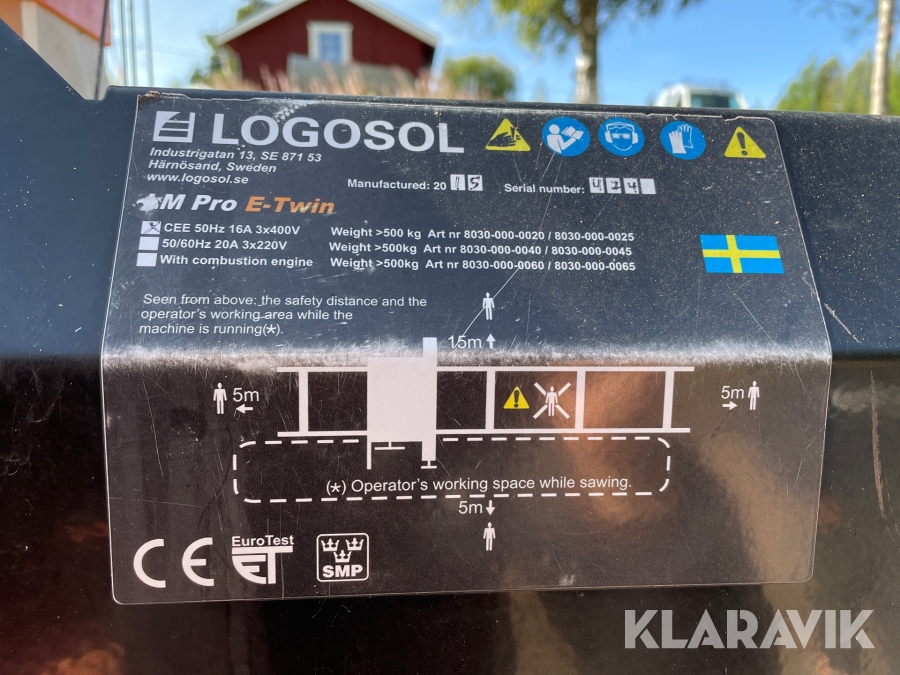 LOGOSOL
Industrigatan 13, SE 871 53
Härnösand, Sweden
www.logosol.se
Manufactured: 20 15 Serial number: 424
M Pro E-Twin
CEE 50Hz 16A 3x400V Weight >500 kg Art nr 8030-000-0020 / 8030-000-0025
50/60Hz 20A 3x220V Weight >500kg Art nr 8030-000-0040 / 8030-000-0045
With combustion engine Weight >500kg Art nr 8030-000-0060 / 8030-000-0065
Seen from above: the safety distance and the
operator's working area while the
machine is running(*).
15m
5m
5m
(*) Operator's working space while sawing.
5m
CE
EuroTest
ET
SMP
KLARAVIK